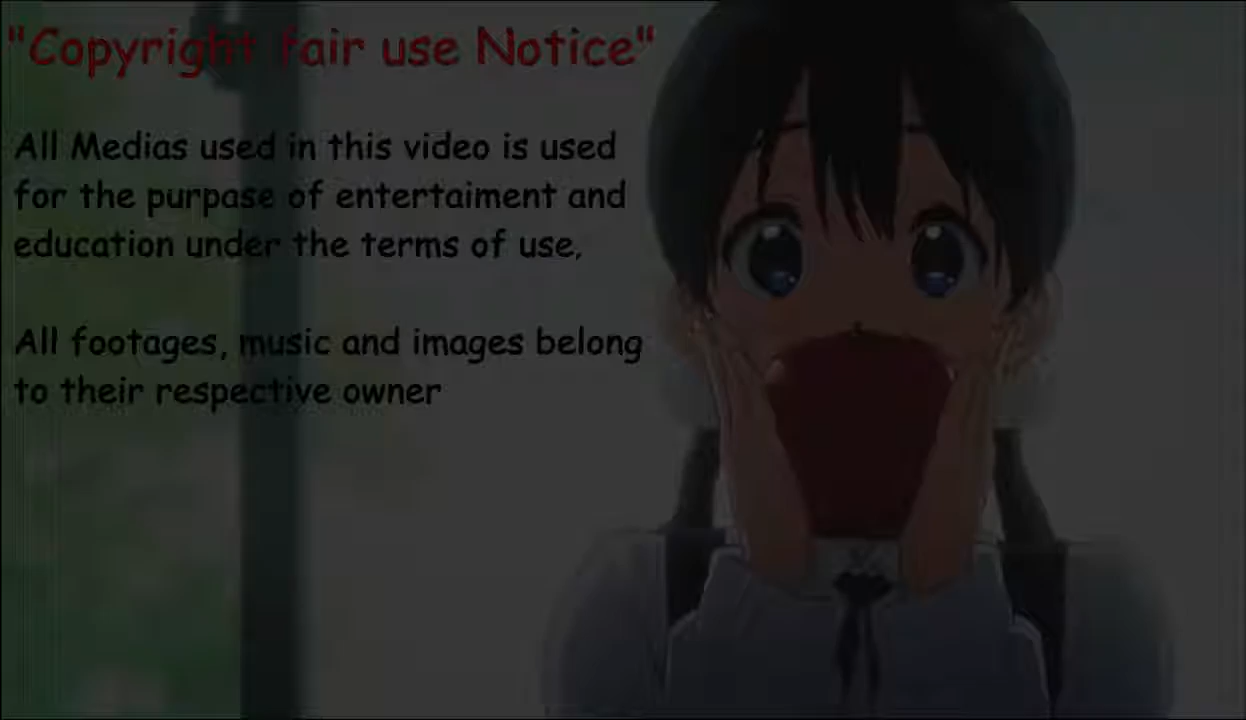 "Copyright fair use Notice"
All Medias used in this video is used
for the purpase of entertaiment and
education under the terms of use,
All footages, music and images belong
to their respective owner